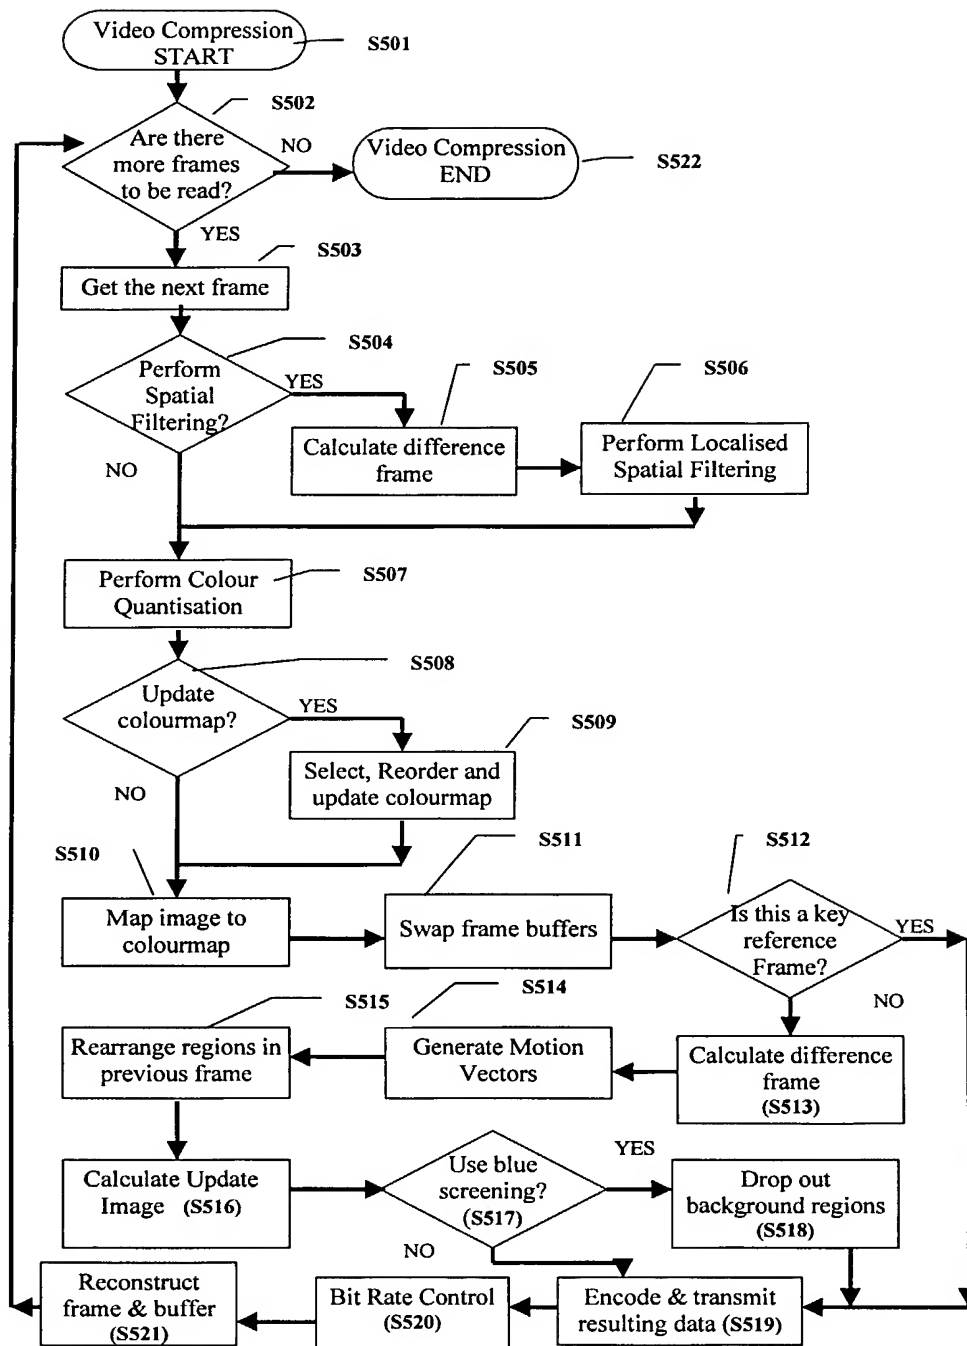 Video Compression
START
S501
S502
Are there
more frames
to be read?
NO
Video Compression
END
S522
YES
S503
Get the next frame
S504
Perform
Spatial
Filtering?
YES
S505
S506
Calculate difference
frame
Perform Localised
Spatial Filtering
NO
Perform Colour
Quantisation
S507
S508
Update
colourmap?
YES
S509
Select, Reorder and
update colourmap
NO
S510
S511
S512
Map image to
colourmap
Swap frame buffers
Is this a key
reference
Frame?
YES
NO
S515
S514
Rearrange regions in
previous frame
Generate Motion
Vectors
Calculate difference
frame
(S513)
Calculate Update
Image (S516)
Use blue
screening?
(S517)
YES
Drop out
background regions
(S518)
NO
Reconstruct
frame & buffer
(S521)
Bit Rate Control
(S520)
Encode & transmit
resulting data (S519)